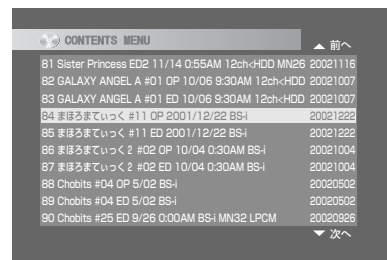 CONTENTS MENU
▲ 前へ
81 Sister Princess ED2 11/14 0:55AM 12ch<HDD MN26 20021116
82 GALAXY ANGEL A #01 OP 10/06 9:30AM 12ch<HDD 20021007
83 GALAXY ANGEL A #01 ED 10/06 9:30AM 12ch<HDD 20021007
84 まほろまてぃっく #11 OP 2001/12/22 BS-i 20021222
85 まほろまてぃっく #11 ED 2001/12/22 BS-i 20021222
86 まほろまてぃっく2 #02 OP 10/04 0:30AM BS-i 20021004
87 まほろまてぃっく2 #02 ED 10/04 0:30AM BS-i 20021004
88 Chobits #04 OP 5/02 BS-i 20020502
89 Chobits #04 ED 5/02 BS-i 20020502
90 Chobits #25 ED 9/26 0:00AM BS-i MN32 LPCM 20020926
▼ 次へ